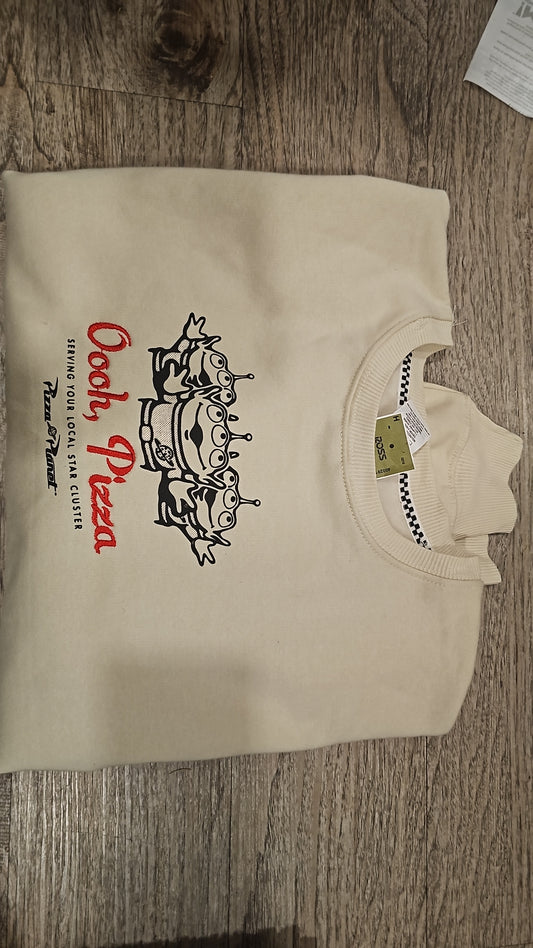 Oooh, Pizza
SERVING YOUR LOCAL STAR CLUSTER
Pizza Planet
ROSS
M